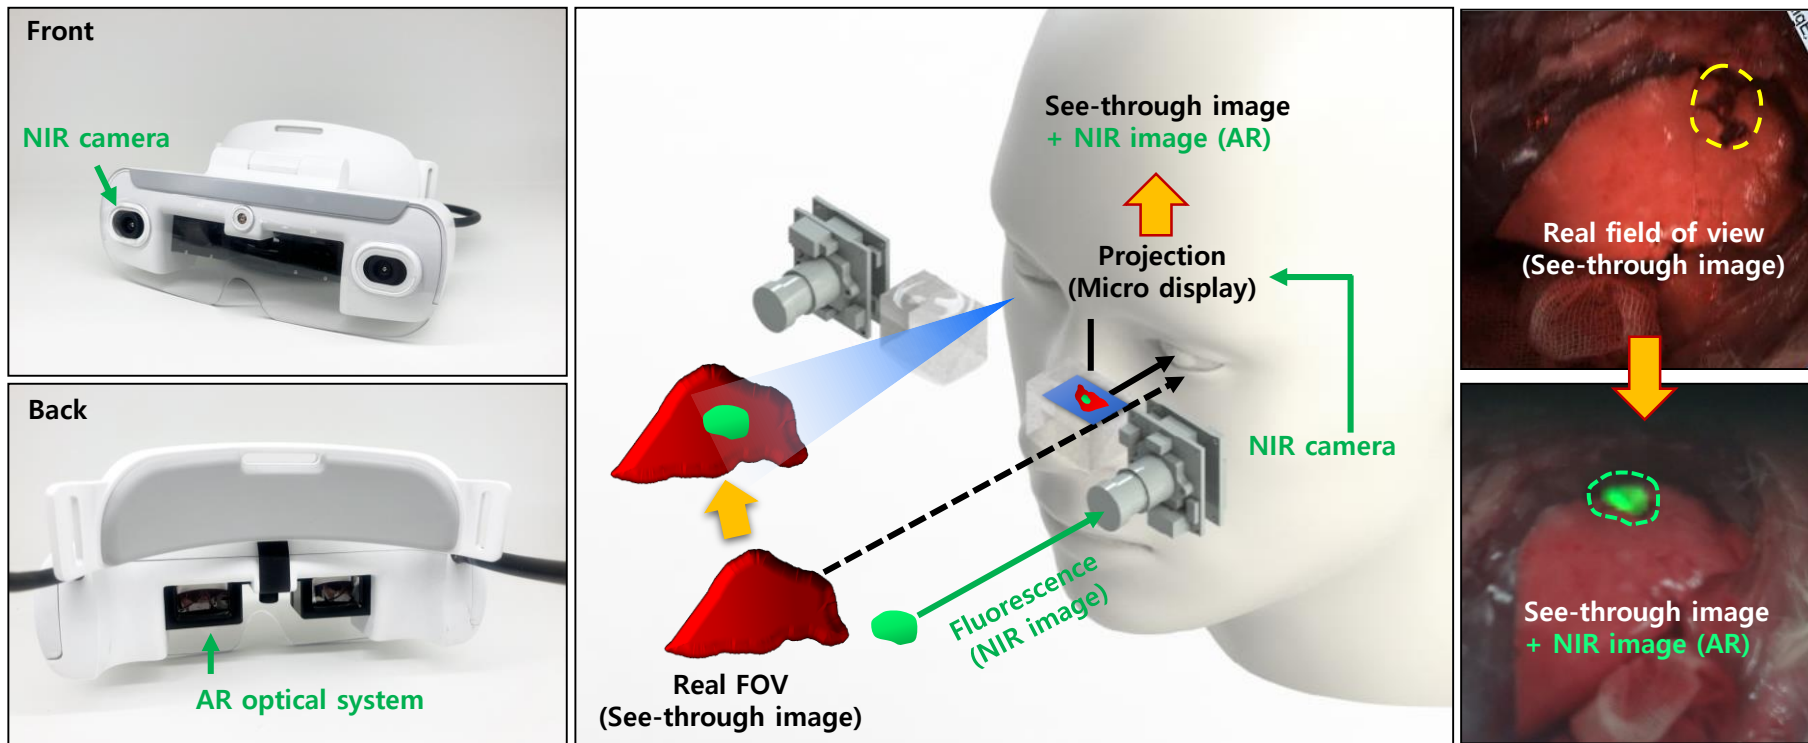 Front
NIR camera
Back
AR optical system
See-through image
+ NIR image (AR)
Projection
(Micro display)
NIR camera
Fluorescence
(NIR image)
Real FOV
(See-through image)
Real field of view
(See-through image)
See-through image
+ NIR image (AR)